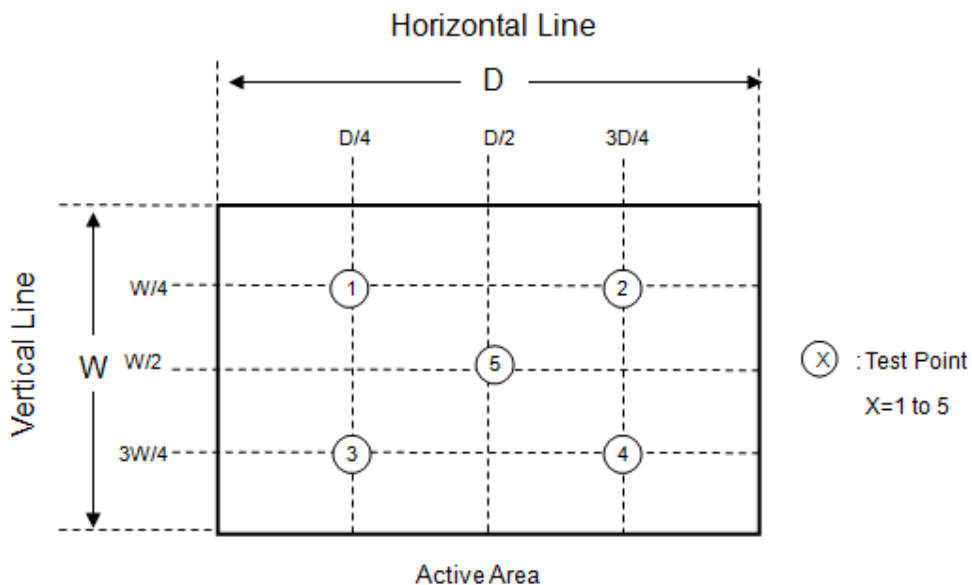 Horizontal Line
D
D/4 D/2 3D/4
Vertical Line
W
W/4
1 2
W/2
5
X : Test Point
X=1 to 5
3W/4
3 4
Active Area